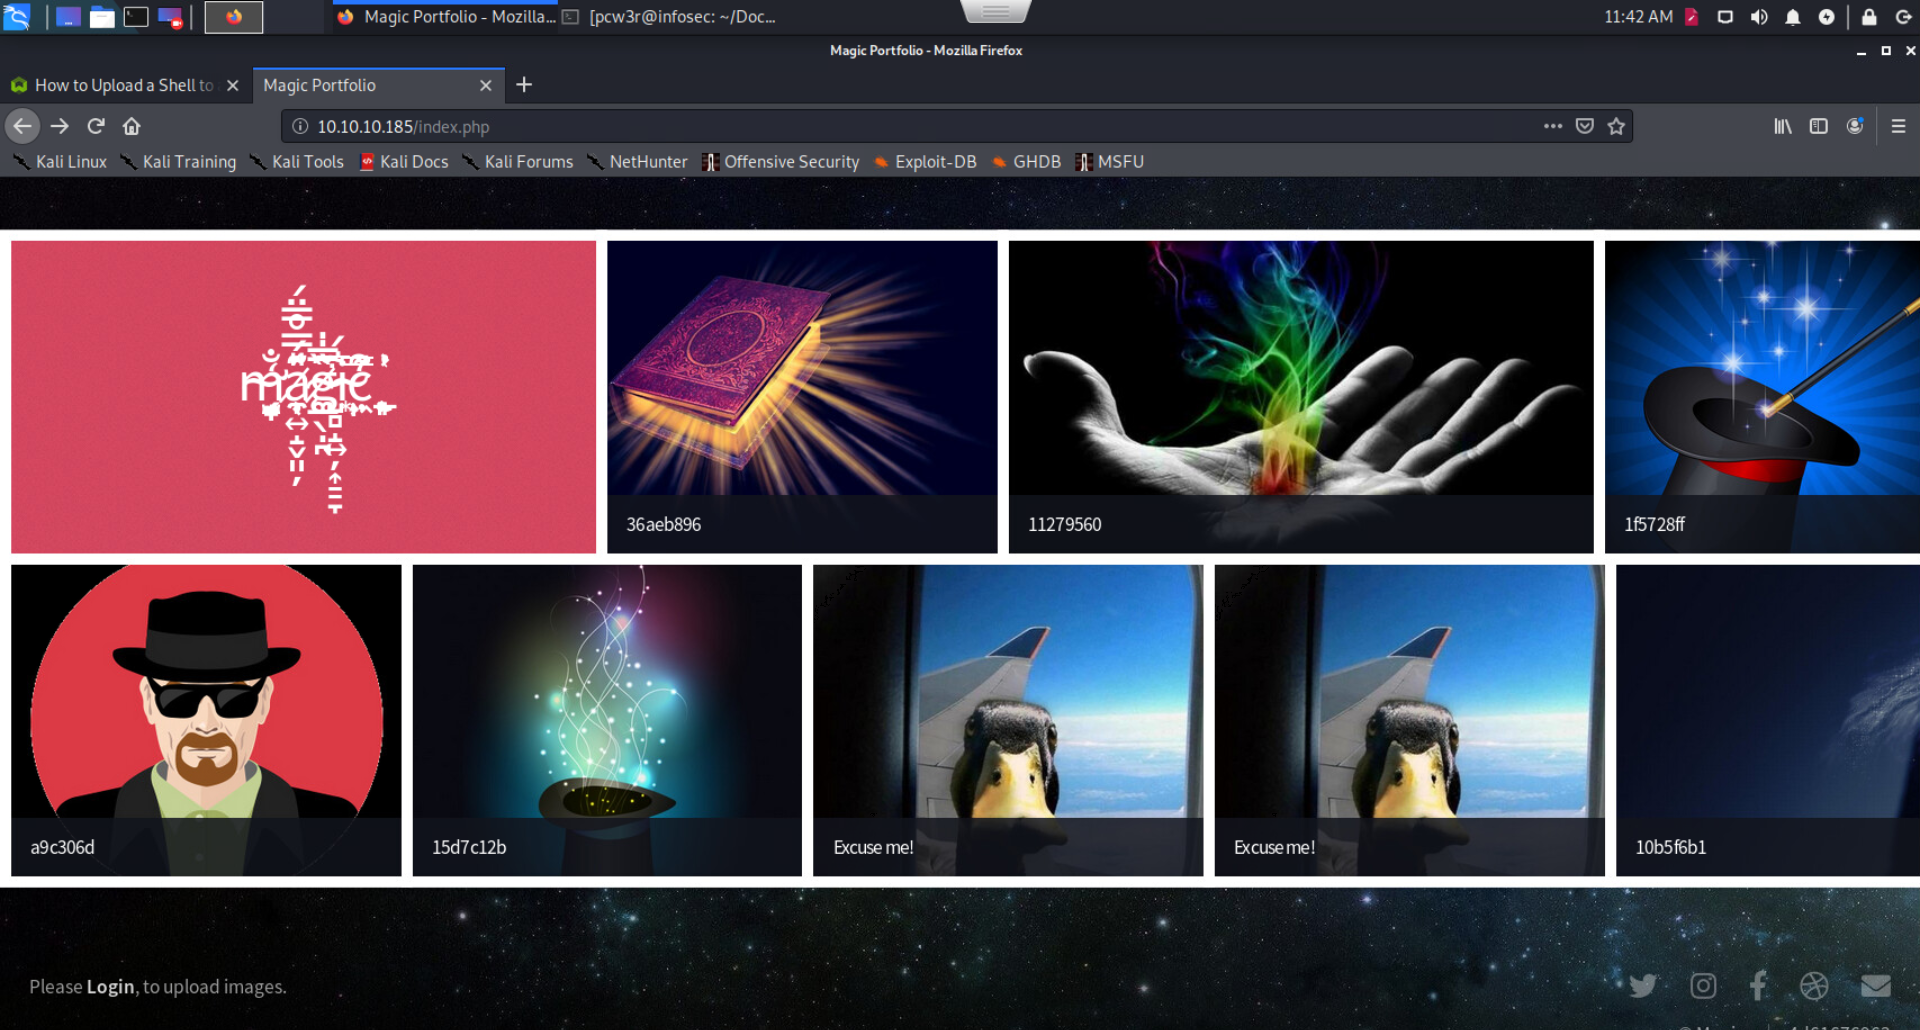 Magic Portfolio - Mozilla... [pcw3r@infosec: ~/Doc... 11:42 AM
Magic Portfolio - Mozilla Firefox
How to Upload a Shell to Magic Portfolio
10.10.10.185/index.php
Kali Linux Kali Training Kali Tools Kali Docs Kali Forums NetHunter Offensive Security Exploit-DB GHDB MSFU
magic
36aeb896 11279560 1f5728ff
a9c306d 15d7c12b Excuse me! Excuse me! 10b5f6b1
Please Login, to upload images.